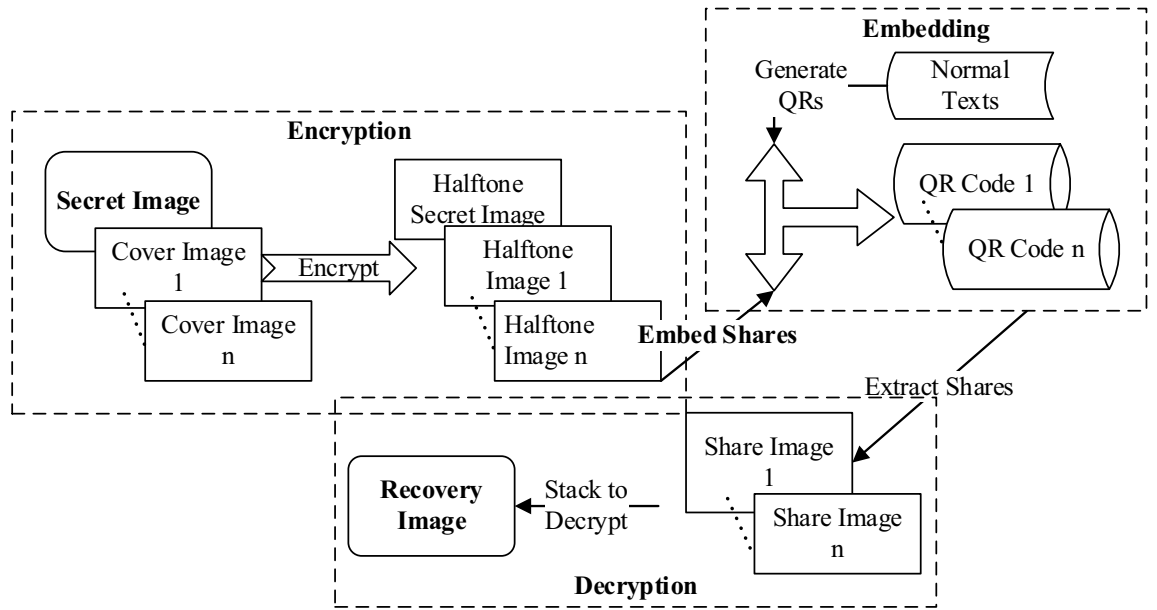 Embedding
Generate
QRs
Normal
Texts
QR Code 1
QR Code n
Encryption
Secret Image
Cover Image
1
Cover Image
n
Encrypt
Halftone
Secret Image
Halftone
Image 1
Halftone
Image n
Embed Shares
Extract Shares
Share Image
1
Share Image
n
Stack to
Decrypt
Recovery
Image
Decryption